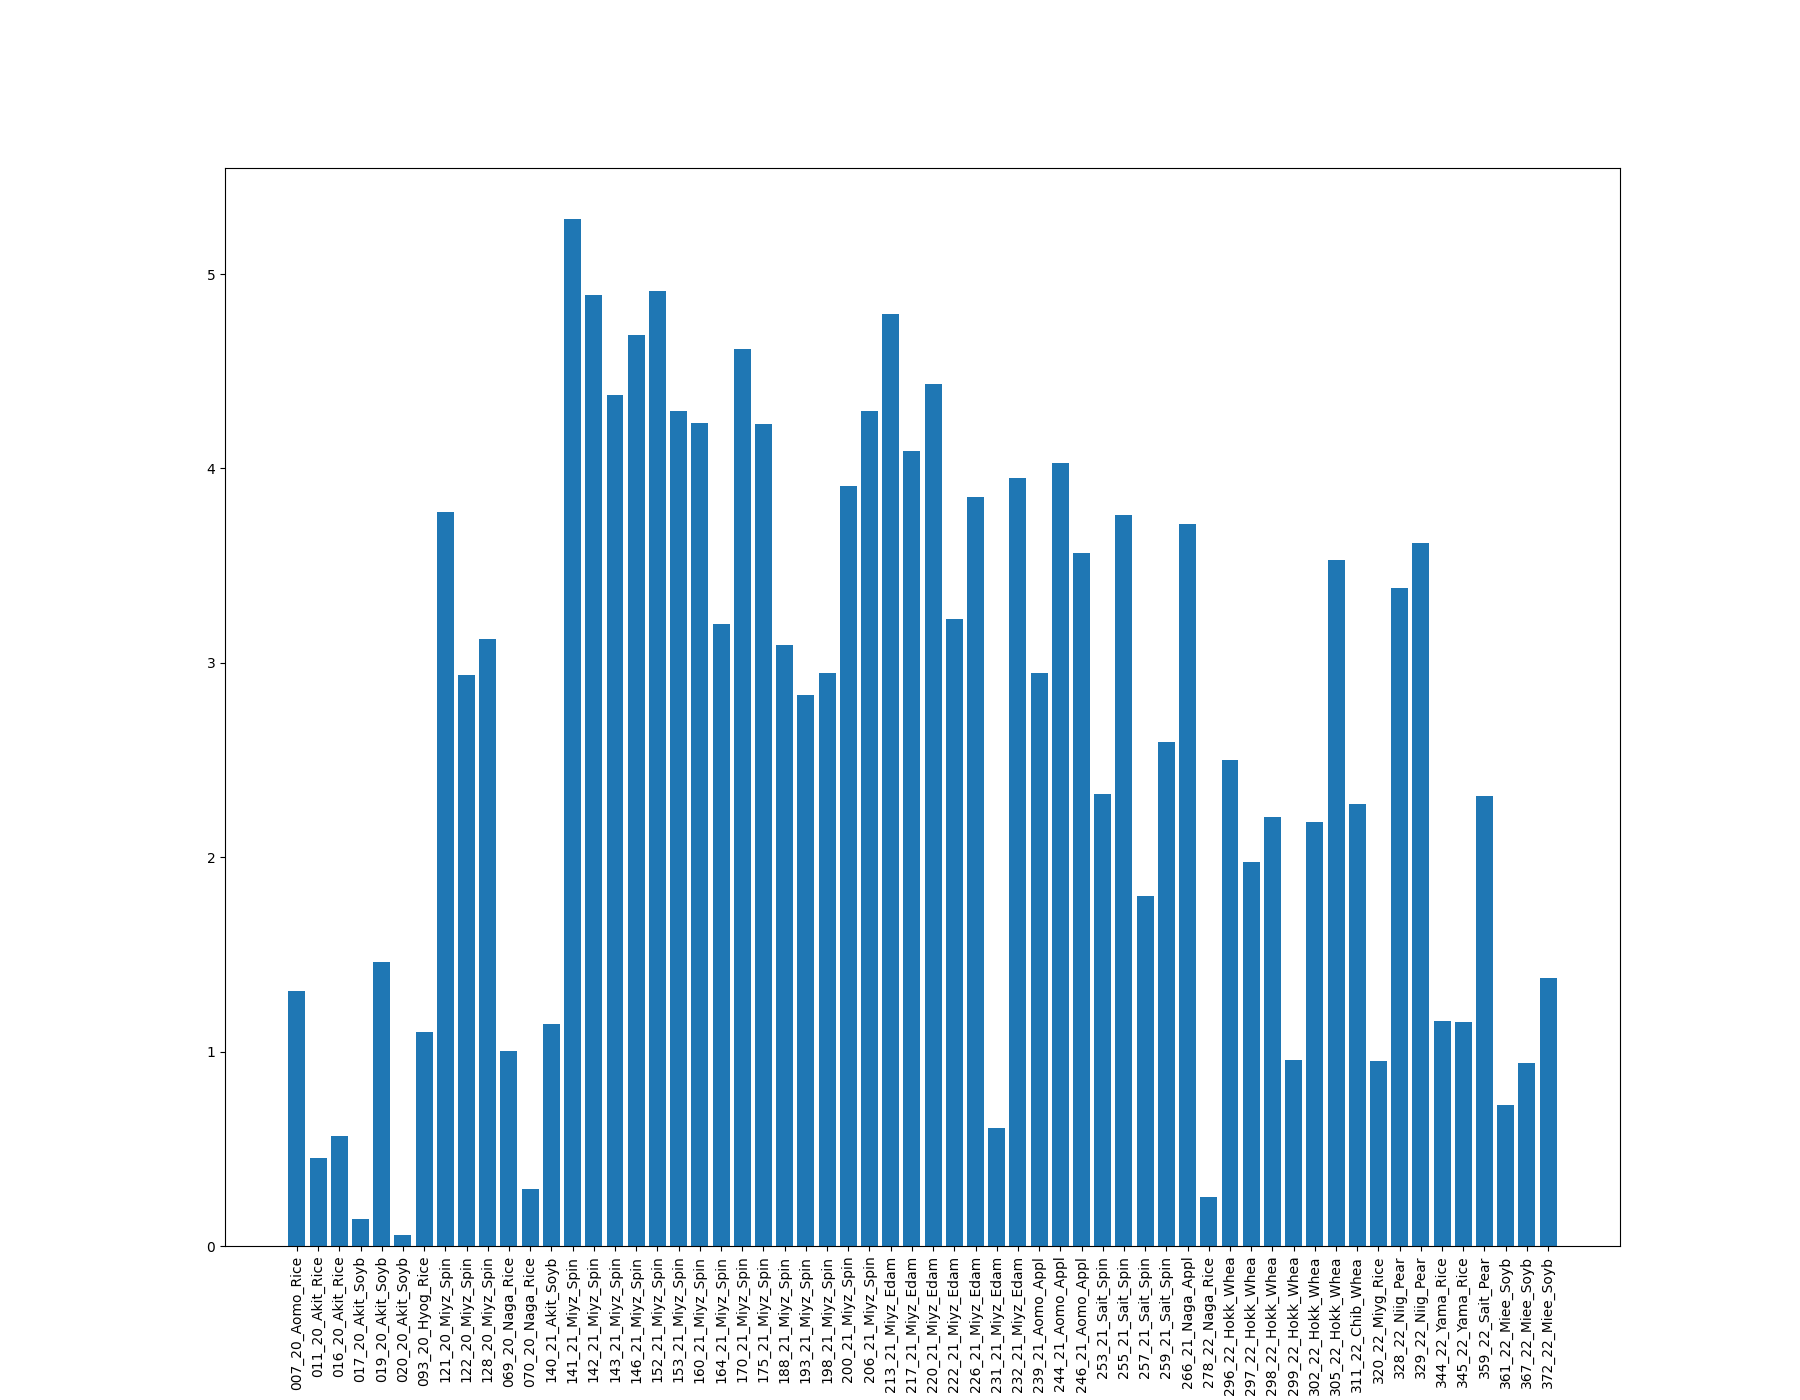 5
4
3
2
1
0
007_20_Aomo_Rice
011_20_Akit_Rice
016_20_Akit_Rice
017_20_Akit_Soyb
019_20_Akit_Soyb
020_20_Akit_Soyb
093_20_Hyog_Rice
121_20_Miyz_Spin
122_20_Miyz_Spin
128_20_Miyz_Spin
069_20_Naga_Rice
070_20_Naga_Rice
140_21_Akit_Soyb
141_21_Miyz_Spin
142_21_Miyz_Spin
143_21_Miyz_Spin
146_21_Miyz_Spin
152_21_Miyz_Spin
153_21_Miyz_Spin
160_21_Miyz_Spin
164_21_Miyz_Spin
170_21_Miyz_Spin
175_21_Miyz_Spin
188_21_Miyz_Spin
193_21_Miyz_Spin
198_21_Miyz_Spin
200_21_Miyz_Spin
206_21_Miyz_Spin
213_21_Miyz_Edam
217_21_Miyz_Edam
220_21_Miyz_Edam
222_21_Miyz_Edam
226_21_Miyz_Edam
231_21_Miyz_Edam
232_21_Miyz_Edam
239_21_Aomo_Appl
244_21_Aomo_Appl
246_21_Aomo_Appl
253_21_Sait_Spin
255_21_Sait_Spin
257_21_Sait_Spin
259_21_Sait_Spin
266_21_Naga_Appl
278_22_Naga_Rice
296_22_Hokk_Whea
297_22_Hokk_Whea
298_22_Hokk_Whea
299_22_Hokk_Whea
302_22_Hokk_Whea
305_22_Hokk_Whea
311_22_Chib_Whea
320_22_Miyg_Rice
328_22_Niig_Pear
329_22_Niig_Pear
344_22_Yama_Rice
345_22_Yama_Rice
359_22_Sait_Pear
361_22_Miee_Soyb
367_22_Miee_Soyb
372_22_Miee_Soyb